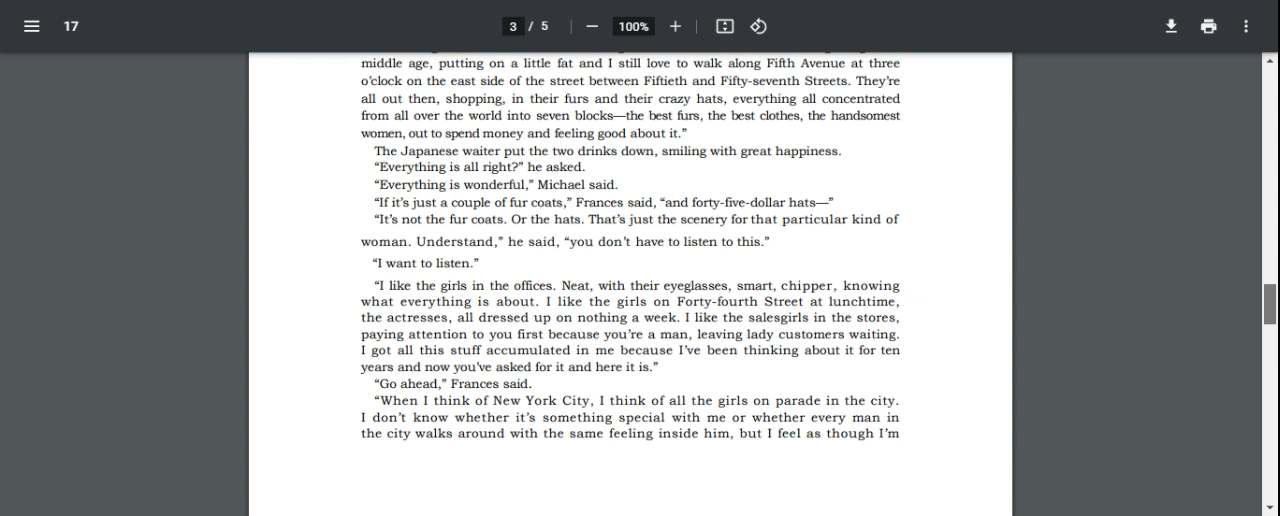 17
3 / 5
100%
middle age, putting on a little fat and I still love to walk along Fifth Avenue at three
o’clock on the east side of the street between Fiftieth and Fifty-seventh Streets. They’re
all out then, shopping, in their furs and their crazy hats, everything all concentrated
from all over the world into seven blocks—the best furs, the best clothes, the handsomest
women, out to spend money and feeling good about it.”
The Japanese waiter put the two drinks down, smiling with great happiness.
“Everything is all right?” he asked.
“Everything is wonderful,” Michael said.
“If it’s just a couple of fur coats,” Frances said, “and forty-five-dollar hats—”
“It’s not the fur coats. Or the hats. That’s just the scenery for that particular kind of
woman. Understand,” he said, “you don’t have to listen to this.”
“I want to listen.”
“I like the girls in the offices. Neat, with their eyeglasses, smart, chipper, knowing
what everything is about. I like the girls on Forty-fourth Street at lunchtime,
the actresses, all dressed up on nothing a week. I like the salesgirls in the stores,
paying attention to you first because you’re a man, leaving lady customers waiting.
I got all this stuff accumulated in me because I’ve been thinking about it for ten
years and now you’ve asked for it and here it is.”
“Go ahead,” Frances said.
“When I think of New York City, I think of all the girls on parade in the city.
I don’t know whether it’s something special with me or whether every man in
the city walks around with the same feeling inside him, but I feel as though I’m